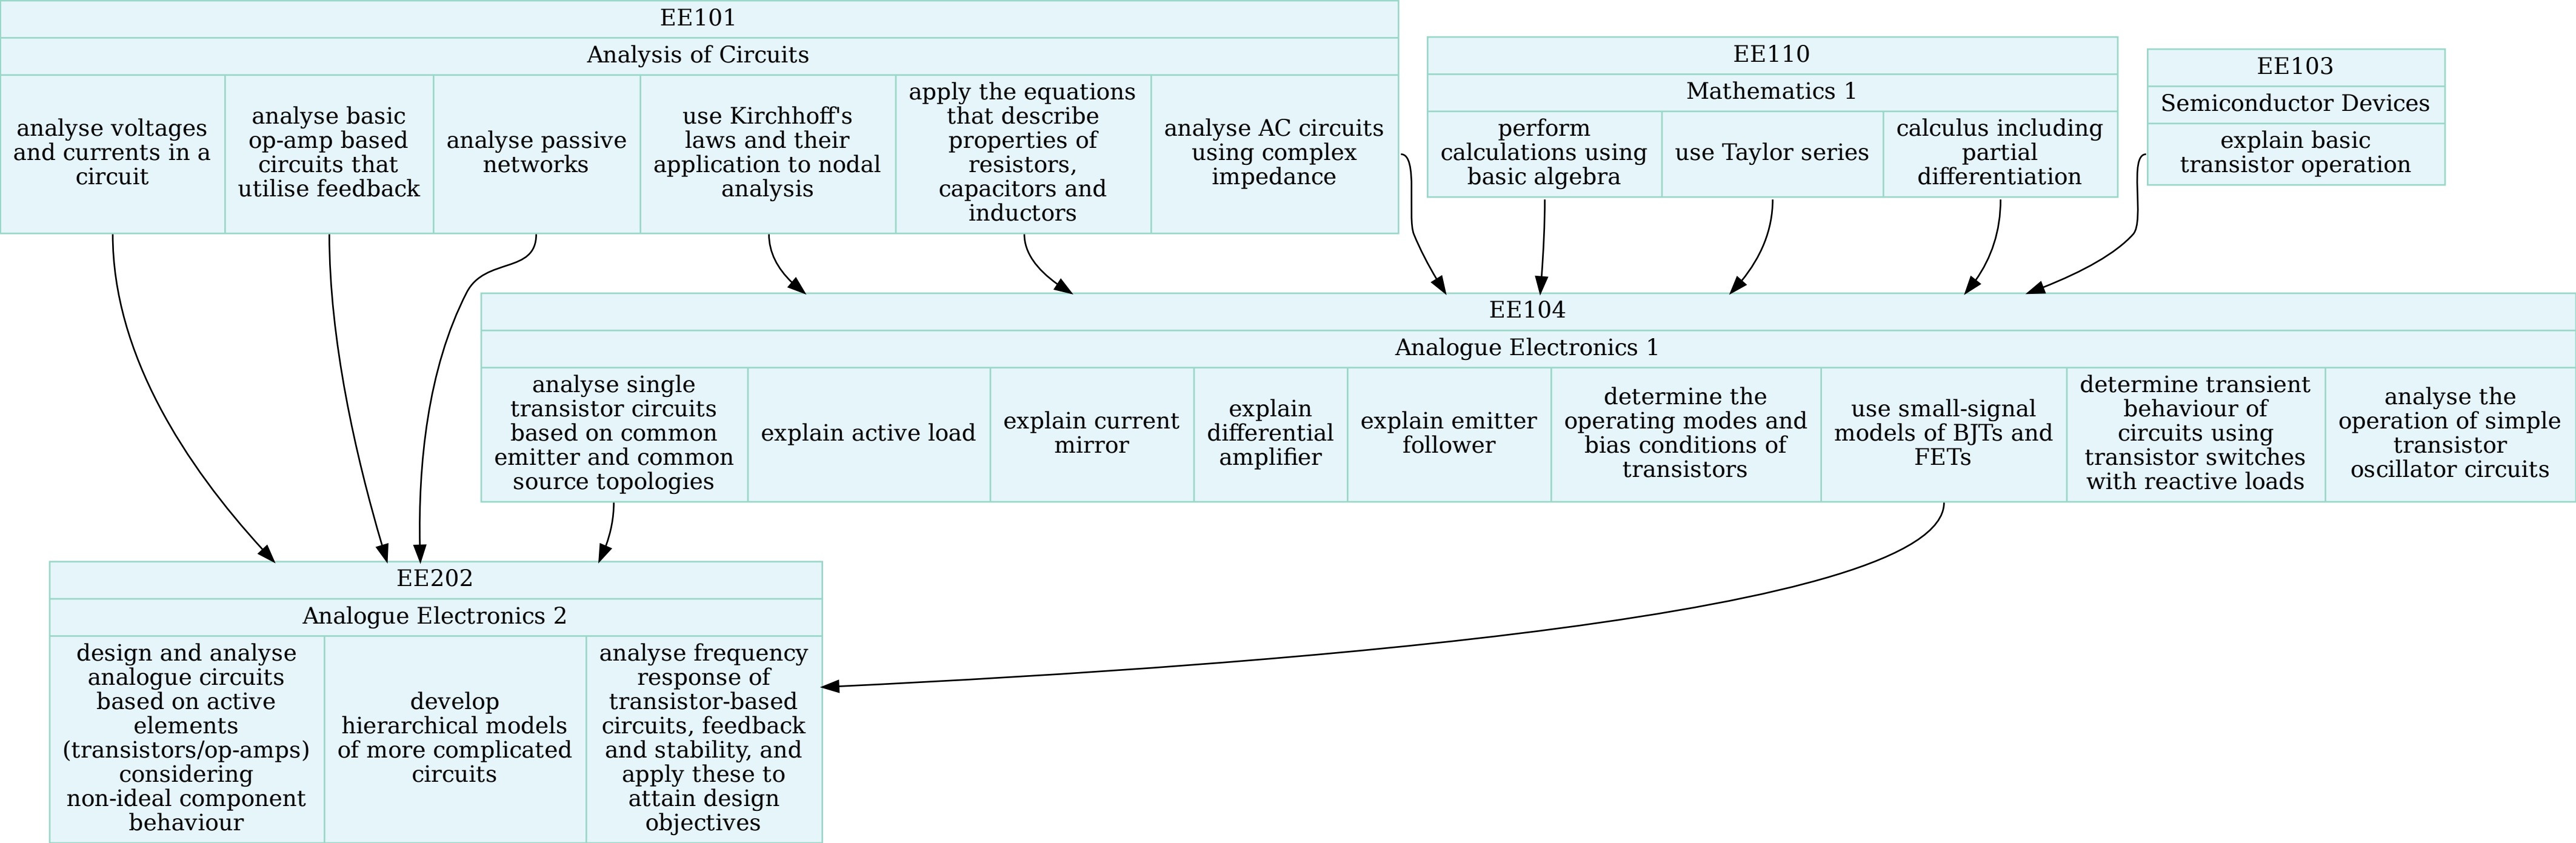 EE101
Analysis of Circuits
analyse voltages
and currents in a
circuit
analyse basic
op-amp based
circuits that
utilise feedback
analyse passive
networks
use Kirchhoff's
laws and their
application to nodal
analysis
apply the equations
that describe
properties of
resistors,
capacitors and
inductors
analyse AC circuits
using complex
impedance
EE110
Mathematics 1
perform
calculations using
basic algebra
use Taylor series
calculus including
partial
differentiation
EE103
Semiconductor Devices
explain basic
transistor operation
EE104
Analogue Electronics 1
analyse single
transistor circuits
based on common
emitter and common
source topologies
explain active load
explain current
mirror
explain
differential
amplifier
explain emitter
follower
determine the
operating modes and
bias conditions of
transistors
use small-signal
models of BJTs and
FETs
determine transient
behaviour of
circuits using
transistor switches
with reactive loads
analyse the
operation of simple
transistor
oscillator circuits
EE202
Analogue Electronics 2
design and analyse
analogue circuits
based on active
elements
(transistors/op-amps)
considering
non-ideal component
behaviour
develop
hierarchical models
of more complicated
circuits
analyse frequency
response of
transistor-based
circuits, feedback
and stability, and
apply these to
attain design
objectives